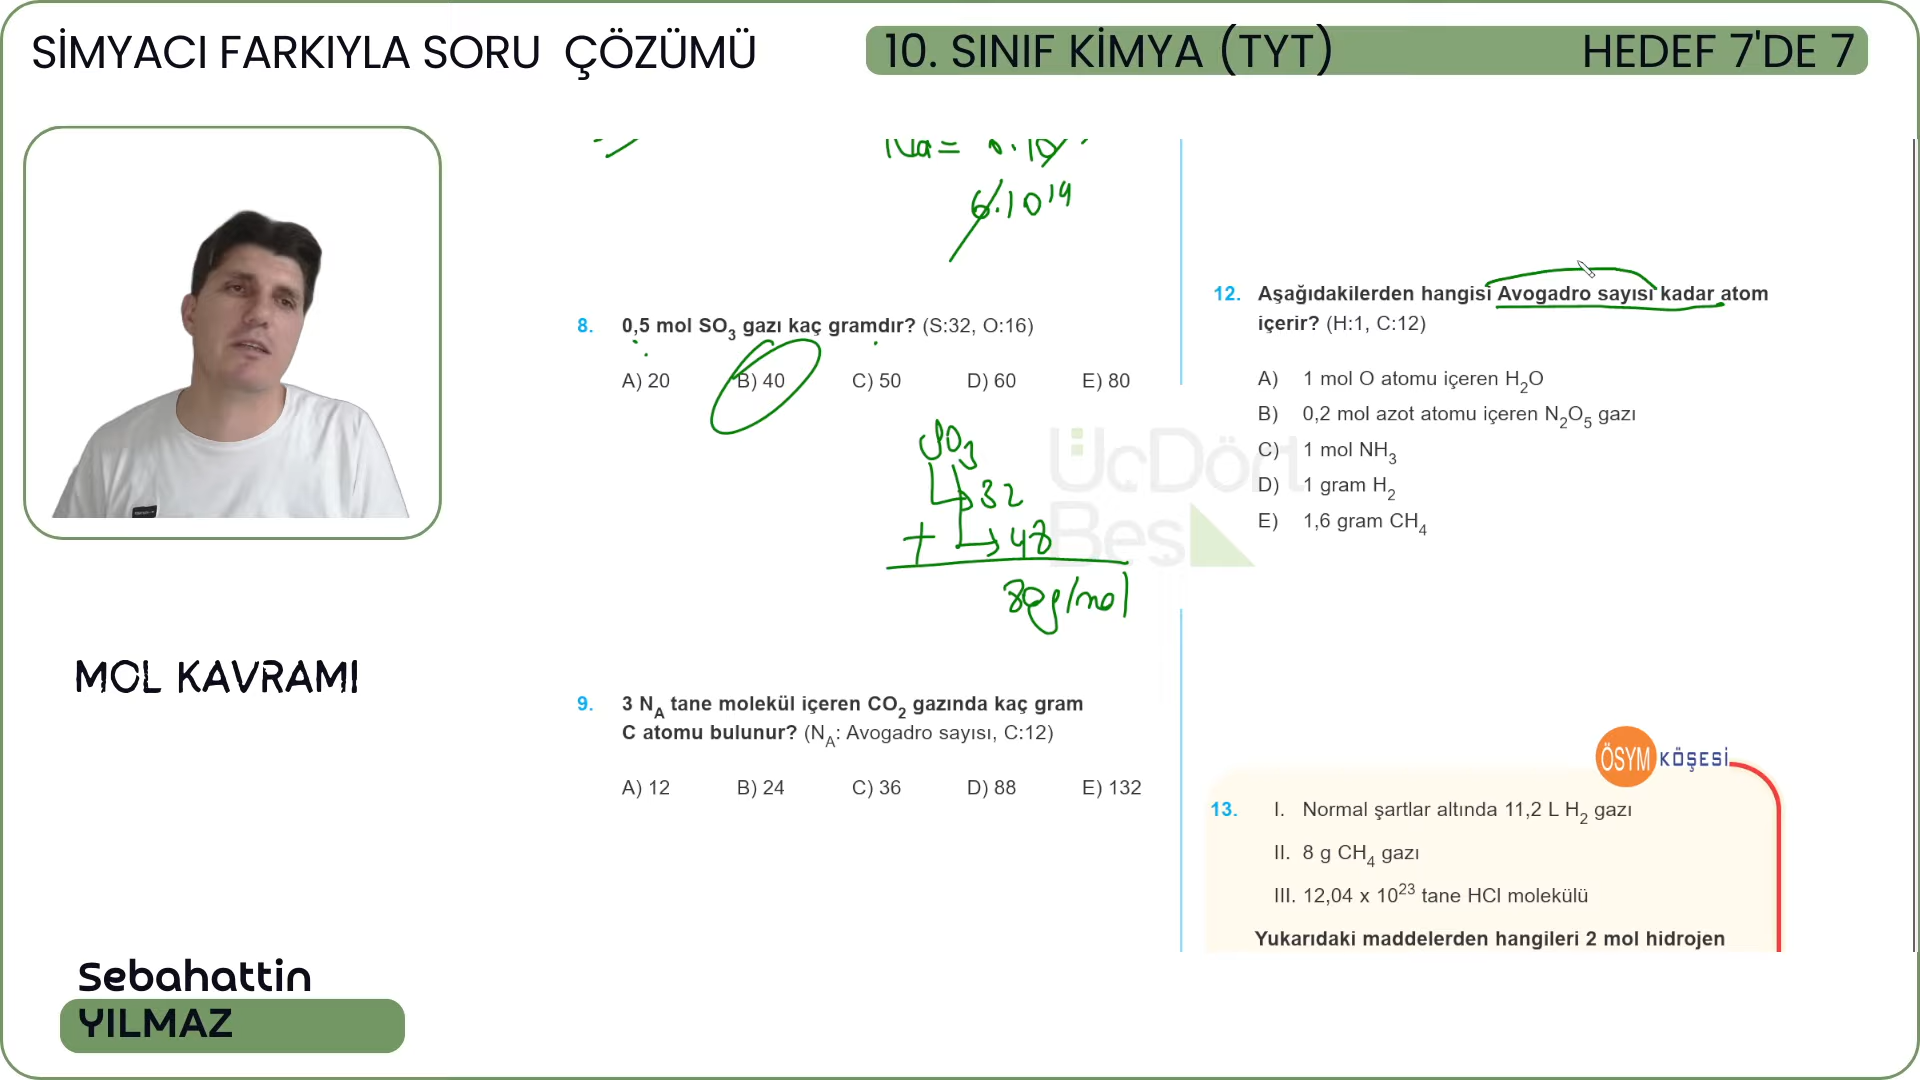 SİMYACI FARKIYLA SORU ÇÖZÜMÜ
10. SINIF KİMYA (TYT) HEDEF 7'DE 7
6.10¹⁹
8. 0,5 mol SO₃ gazı kaç gramdır? (S:32, O:16)
A) 20 B) 40 C) 50 D) 60 E) 80
SO₃
32
+ 48
80g/mol
9. 3 N_A tane molekül içeren CO₂ gazında kaç gram
C atomu bulunur? (N_A: Avogadro sayısı, C:12)
A) 12 B) 24 C) 36 D) 88 E) 132
ÜçDört
Beş
12. Aşağıdakilerden hangisi Avogadro sayısı kadar atom
içerir? (H:1, C:12)
A) 1 mol O atomu içeren H₂O
B) 0,2 mol azot atomu içeren N₂O₅ gazı
C) 1 mol NH₃
D) 1 gram H₂
E) 1,6 gram CH₄
ÖSYM KÖŞESİ
13. I. Normal şartlar altında 11,2 L H₂ gazı
II. 8 g CH₄ gazı
III. 12,04 x 10²³ tane HCl molekülü
Yukarıdaki maddelerden hangileri 2 mol hidrojen
MOL KAVRAMI
Sebahattin
YILMAZ